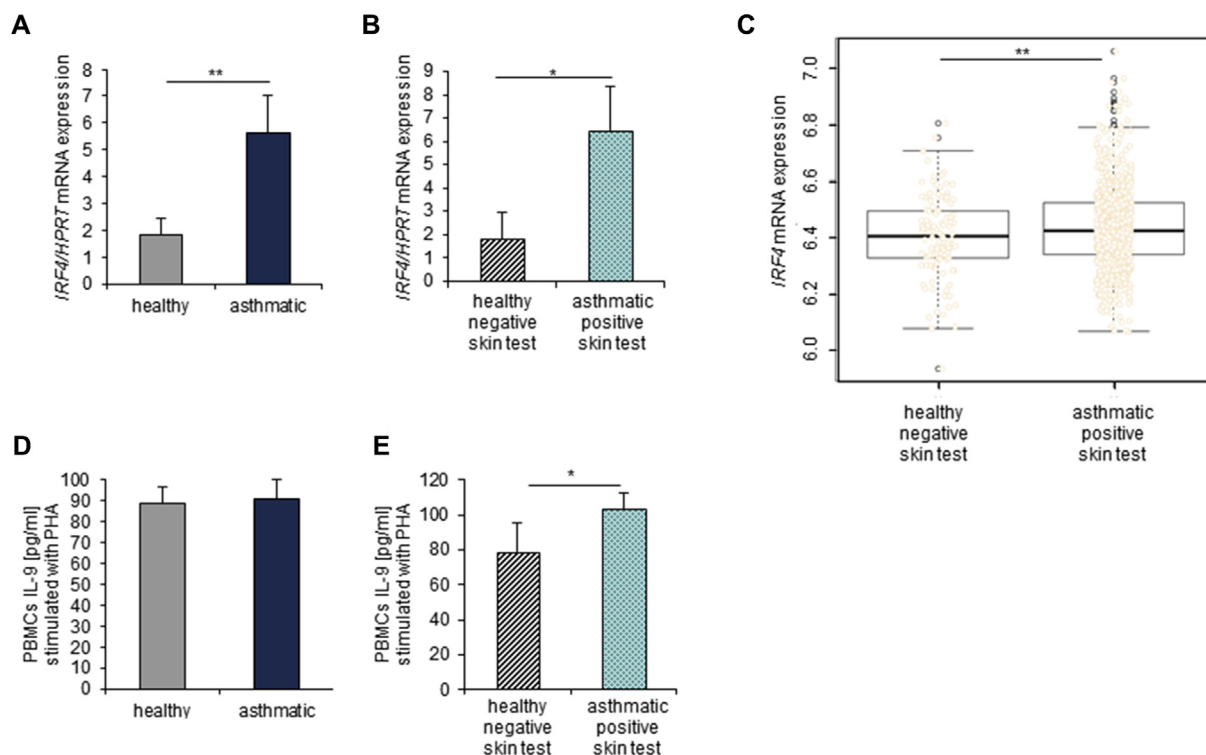 A
IRF4/HPRT mRNA expression
8
7
6
5
4
3
2
1
0
**
healthy
asthmatic
B
IRF4/HPRT mRNA expression
9
8
7
6
5
4
3
2
1
0
*
healthy
negative
skin test
asthmatic
positive
skin test
C
IRF4 mRNA expression
7.0
6.8
6.6
6.4
6.2
6.0
**
healthy
negative
skin test
asthmatic
positive
skin test
D
PBMCs IL-9 [pg/ml]
stimulated with PHA
100
90
80
70
60
50
40
30
20
10
0
healthy
asthmatic
E
PBMCs IL-9 [pg/ml]
stimulated with PHA
120
100
80
60
40
20
0
*
healthy
negative
skin test
asthmatic
positive
skin test